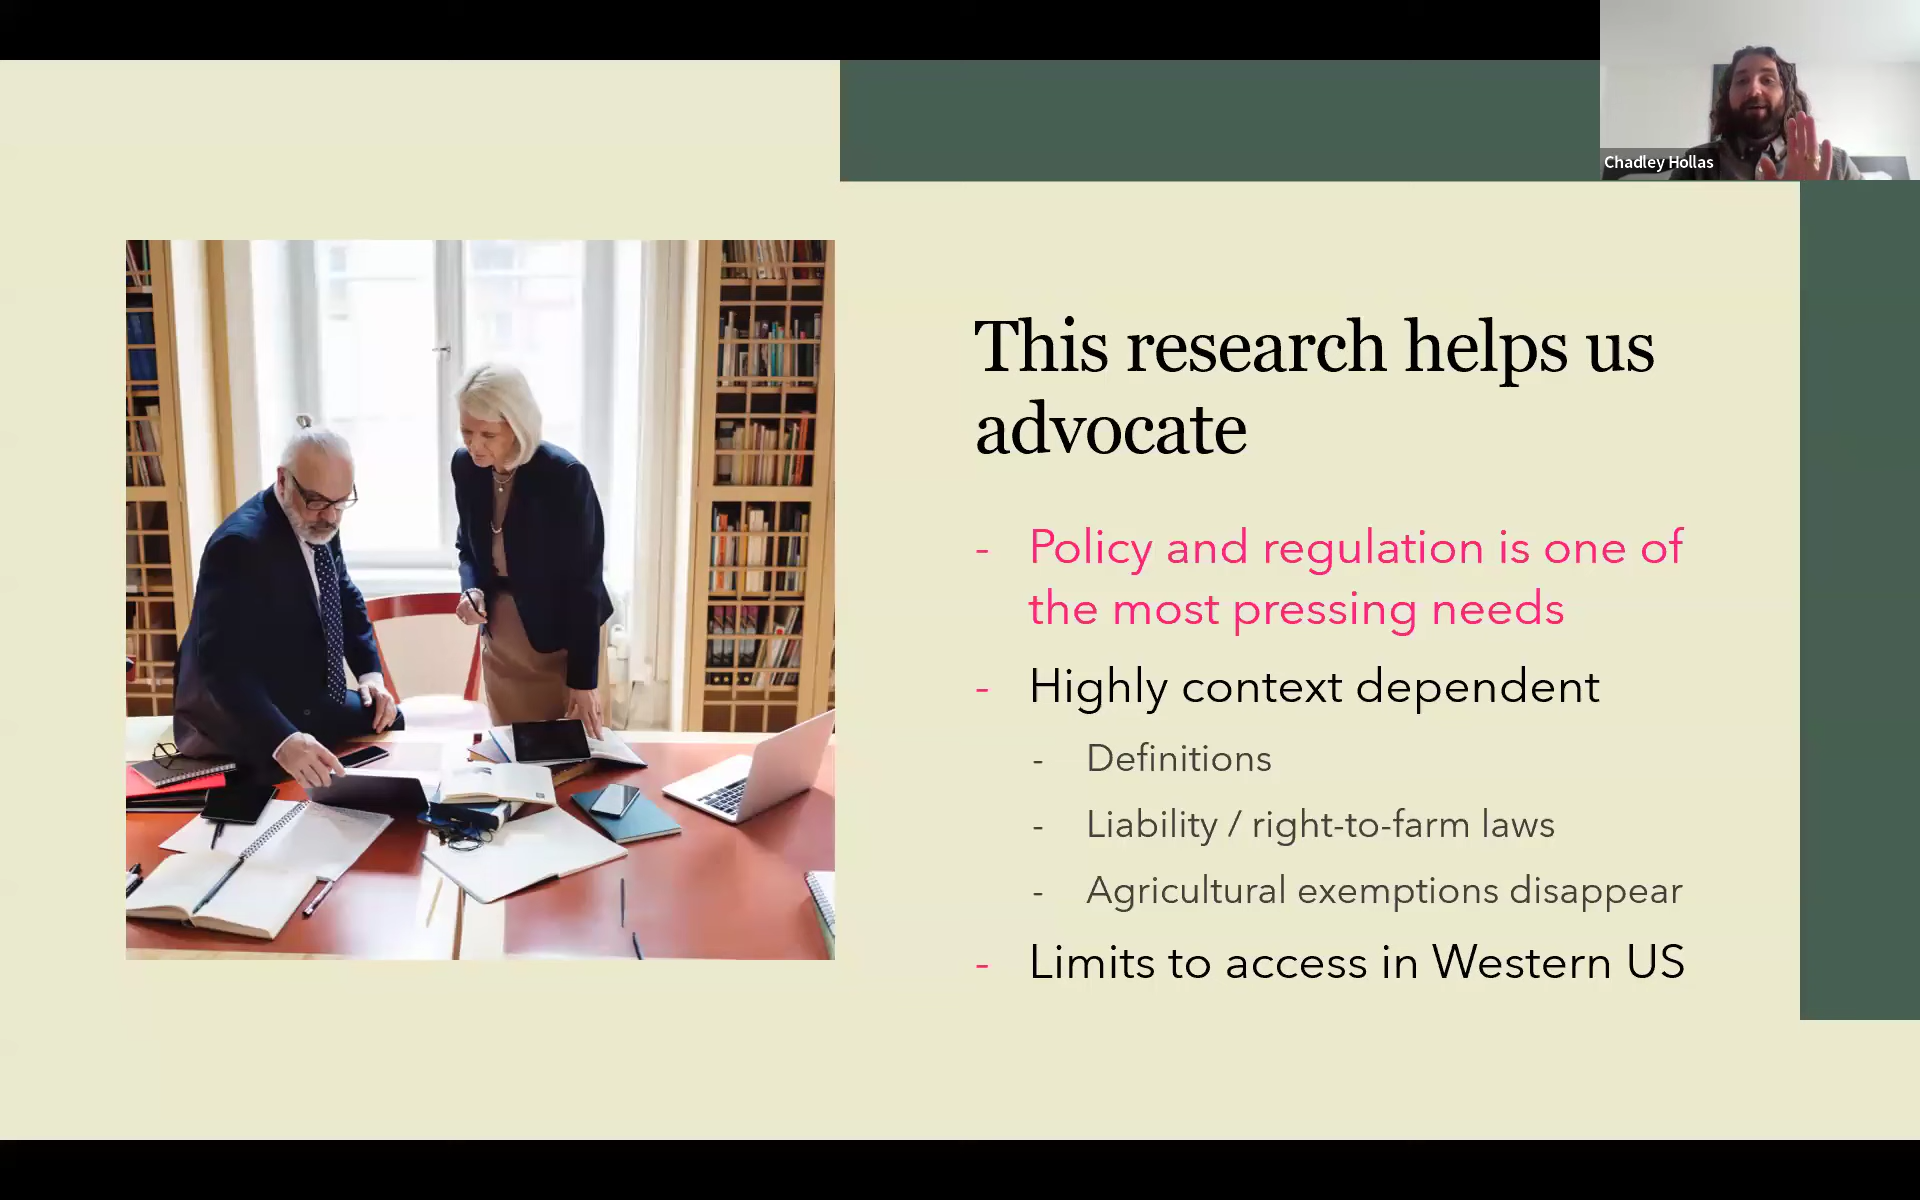 Chadley Hollas
This research helps us
advocate
- Policy and regulation is one of
the most pressing needs
- Highly context dependent
- Definitions
- Liability / right-to-farm laws
- Agricultural exemptions disappear
- Limits to access in Western US